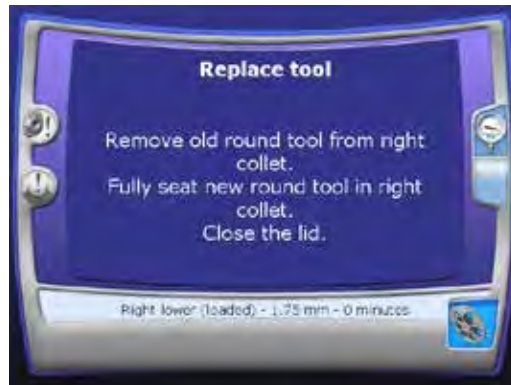 Replace tool
Remove old round tool from right
collet.
Fully seat new round tool in right
collet.
Close the lid.
Right lower (loaded) - 1.75 mm - 0 minutes